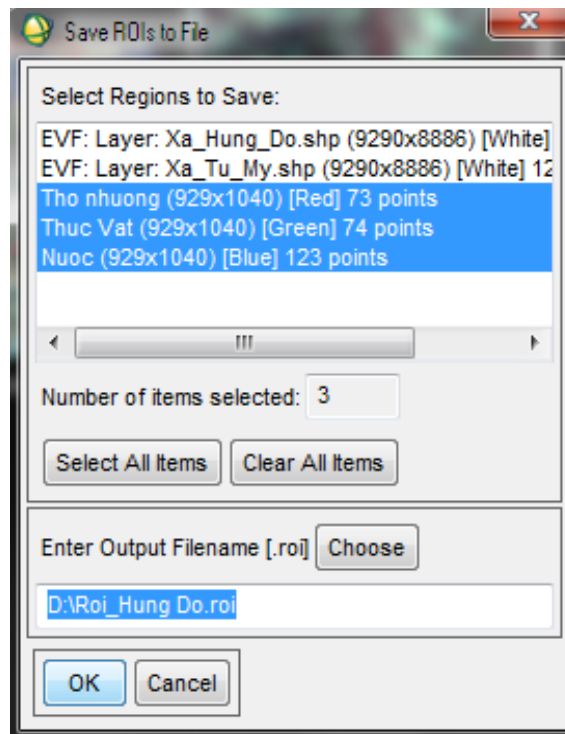 Save ROIs to File
Select Regions to Save:
EVF: Layer: Xa_Hung_Do.shp (9290x8886) [White]
EVF: Layer: Xa_Tu_My.shp (9290x8886) [White] 12
Tho nhuong (929x1040) [Red] 73 points
Thuc Vat (929x1040) [Green] 74 points
Nuoc (929x1040) [Blue] 123 points
Number of items selected: 3
Select All Items Clear All Items
Enter Output Filename [.roi] Choose
D:\Roi_Hung Do.roi
OK Cancel